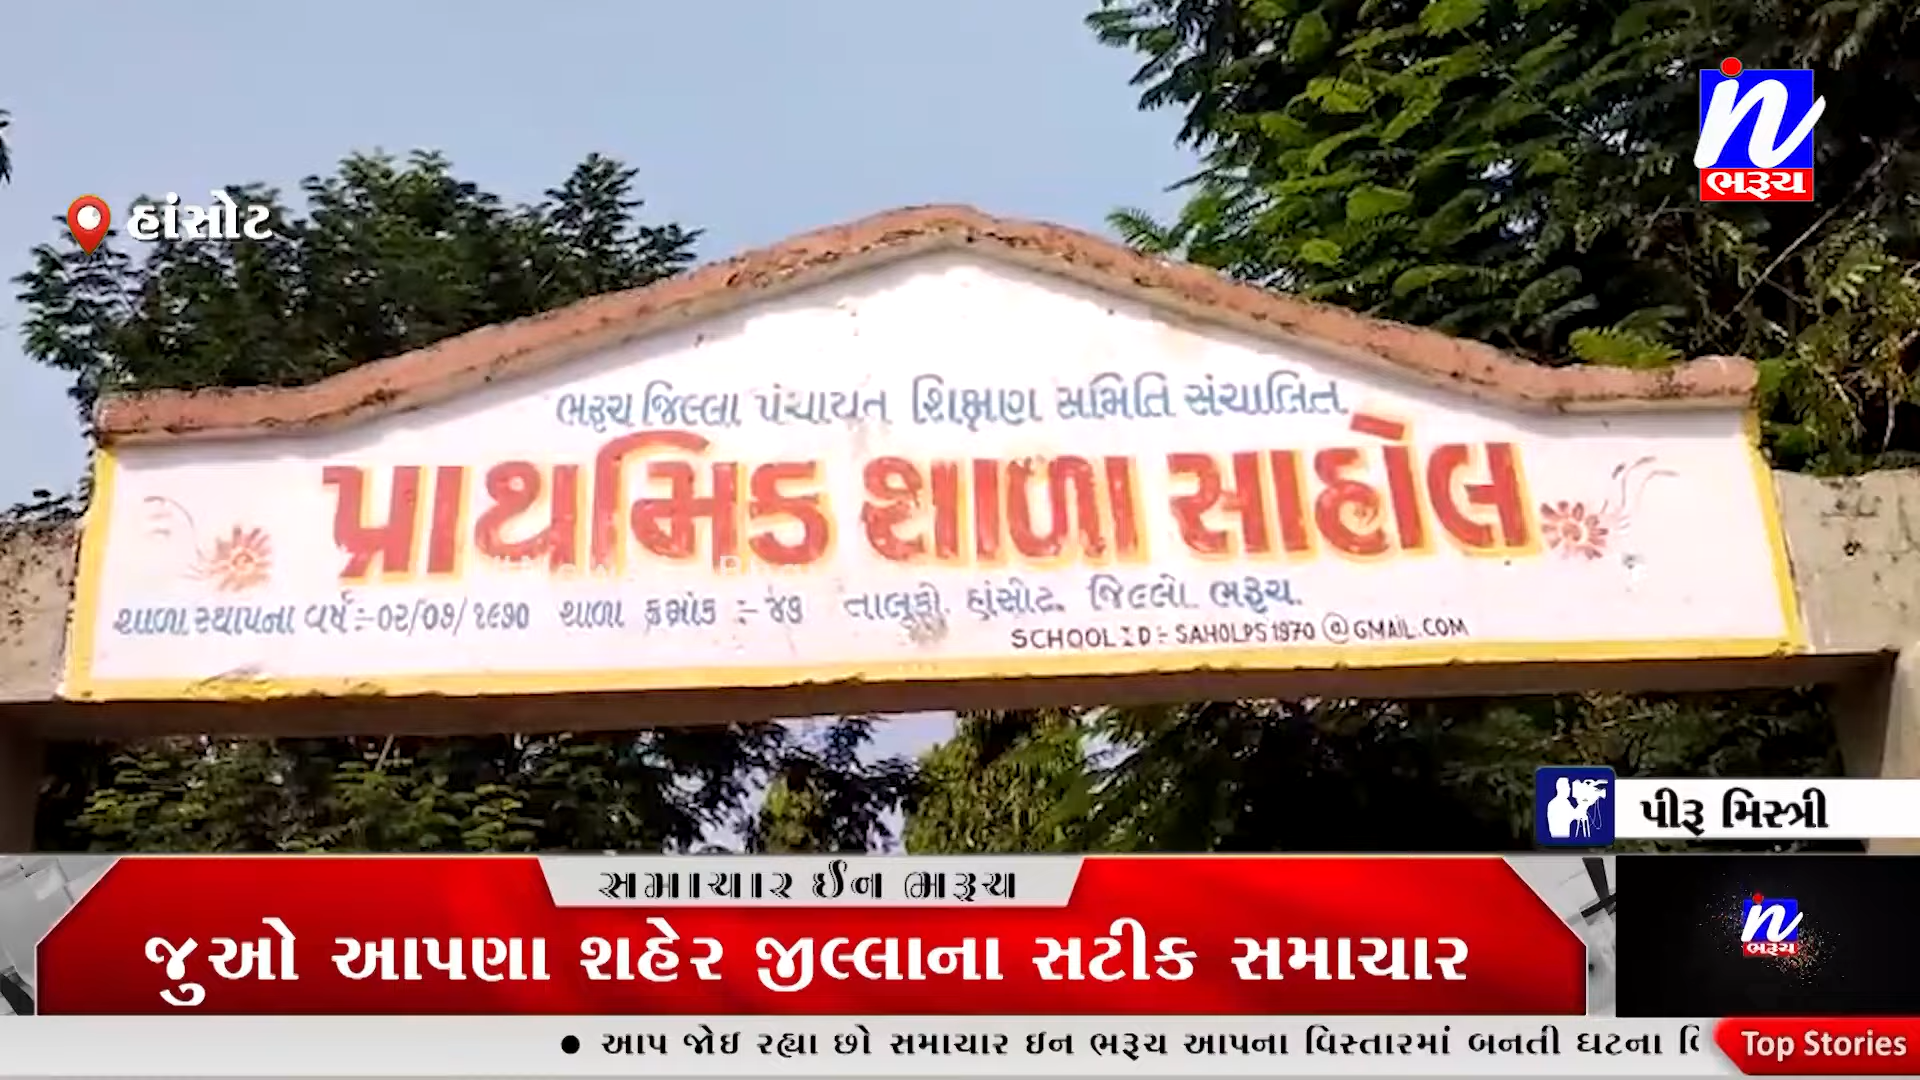 in
ભરૂચ
હાંસોટ
ભરૂચ જિલ્લા પંચાયત શિક્ષણ સમિતિ સંચાલિત
પ્રાથમિક શાળા સાહોલ
શાળા સ્થાપના વર્ષ :-૦૨/૦૭/૧૯૭૦ શાળા ક્રમાંક :- ૪૭ તાલુકો. હાંસોટ. જિલ્લો. ભરૂચ.
SCHOOL ID :- SAHOLPS1970@GMAIL.COM
પીરૂ મિસ્ત્રી
સમાચાર ઈન ભરૂચ
જુઓ આપણા શહેર જીલ્લાના સટીક સમાચાર
in
ભરૂચ
● આપ જોઇ રહ્યા છો સમાચાર ઇન ભરૂચ આપના વિસ્તારમાં બનતી ઘટના
Top Stories